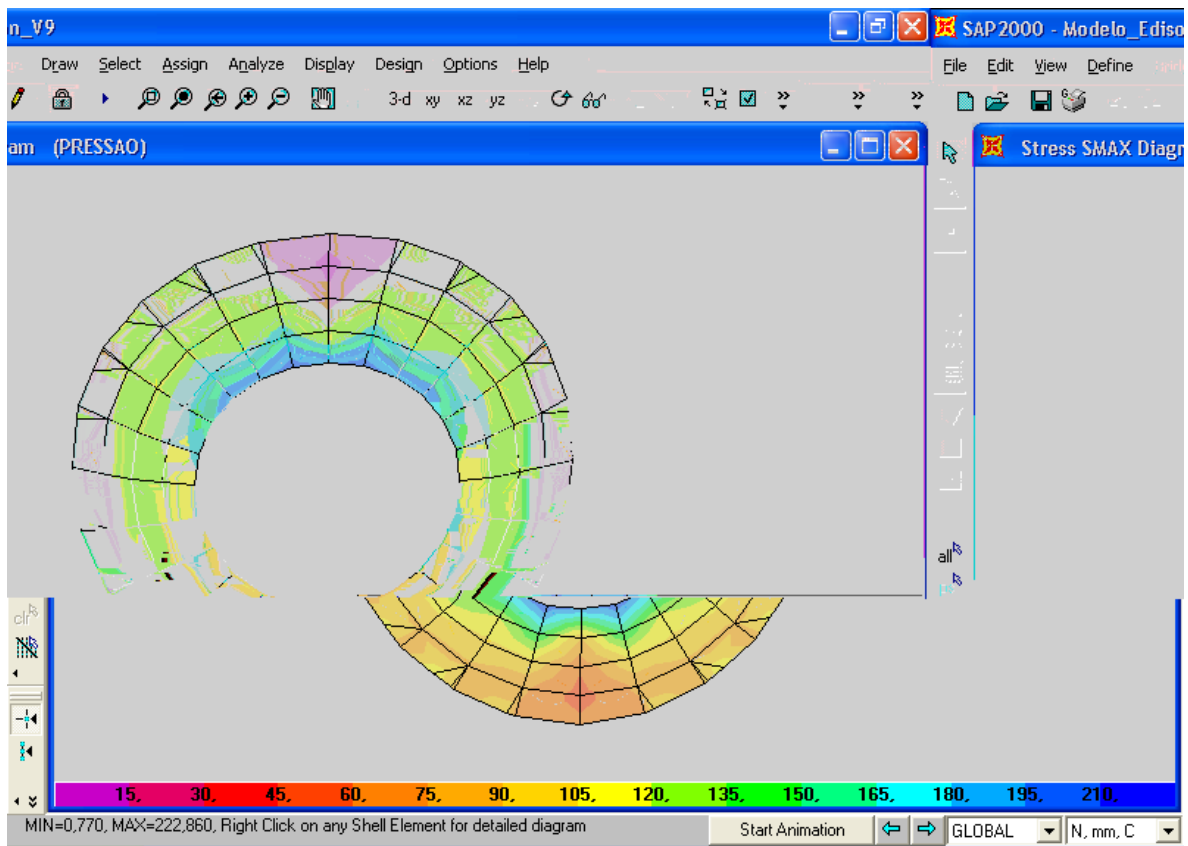 n_V9
SAP2000 - Modelo_Ediso
Draw Select Assign Analyze Display Design Options Help
File Edit View Define
3-d xy xz yz
am (PRESSAO)
Stress SMAX Diagr
all
clr
15, 30, 45, 60, 75, 90, 105, 120, 135, 150, 165, 180, 195, 210,
MIN=0,770, MAX=222,860, Right Click on any Shell Element for detailed diagram
Start Animation
GLOBAL
N, mm, C